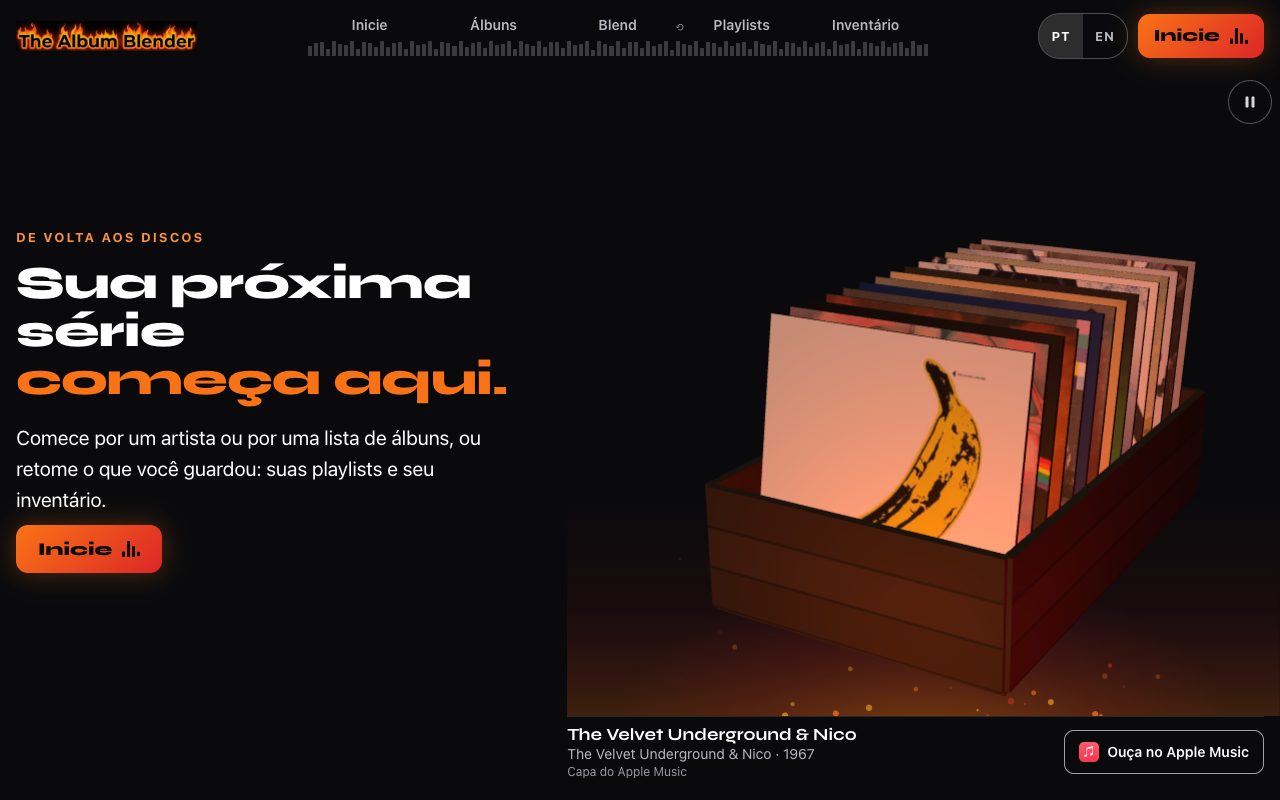 The Album Blender
Inicie
Álbuns
Blend
Playlists
Inventário
PT
EN
Inicie
DE VOLTA AOS DISCOS
Sua próxima
série
começa aqui.
Comece por um artista ou por uma lista de álbuns, ou
retome o que você guardou: suas playlists e seu
inventário.
Inicie
The Velvet Underground & Nico
The Velvet Underground & Nico · 1967
Capa do Apple Music
Ouça no Apple Music